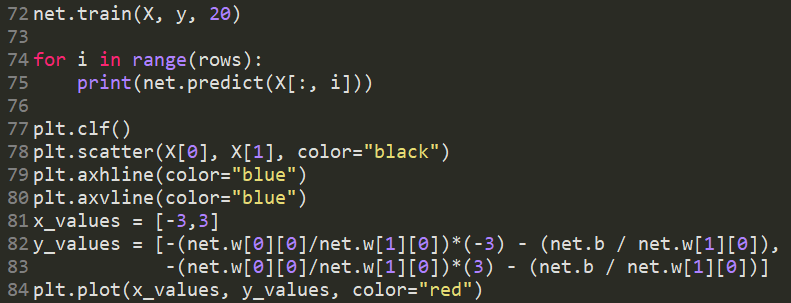 72 net.train(X, y, 20)
73
74 for i in range(rows):
75     print(net.predict(X[:, i]))
76
77 plt.clf()
78 plt.scatter(X[0], X[1], color="black")
79 plt.axhline(color="blue")
80 plt.axvline(color="blue")
81 x_values = [-3,3]
82 y_values = [-(net.w[0][0]/net.w[1][0])*(-3) - (net.b / net.w[1][0]),
83             -(net.w[0][0]/net.w[1][0])*(3) - (net.b / net.w[1][0])]
84 plt.plot(x_values, y_values, color="red")